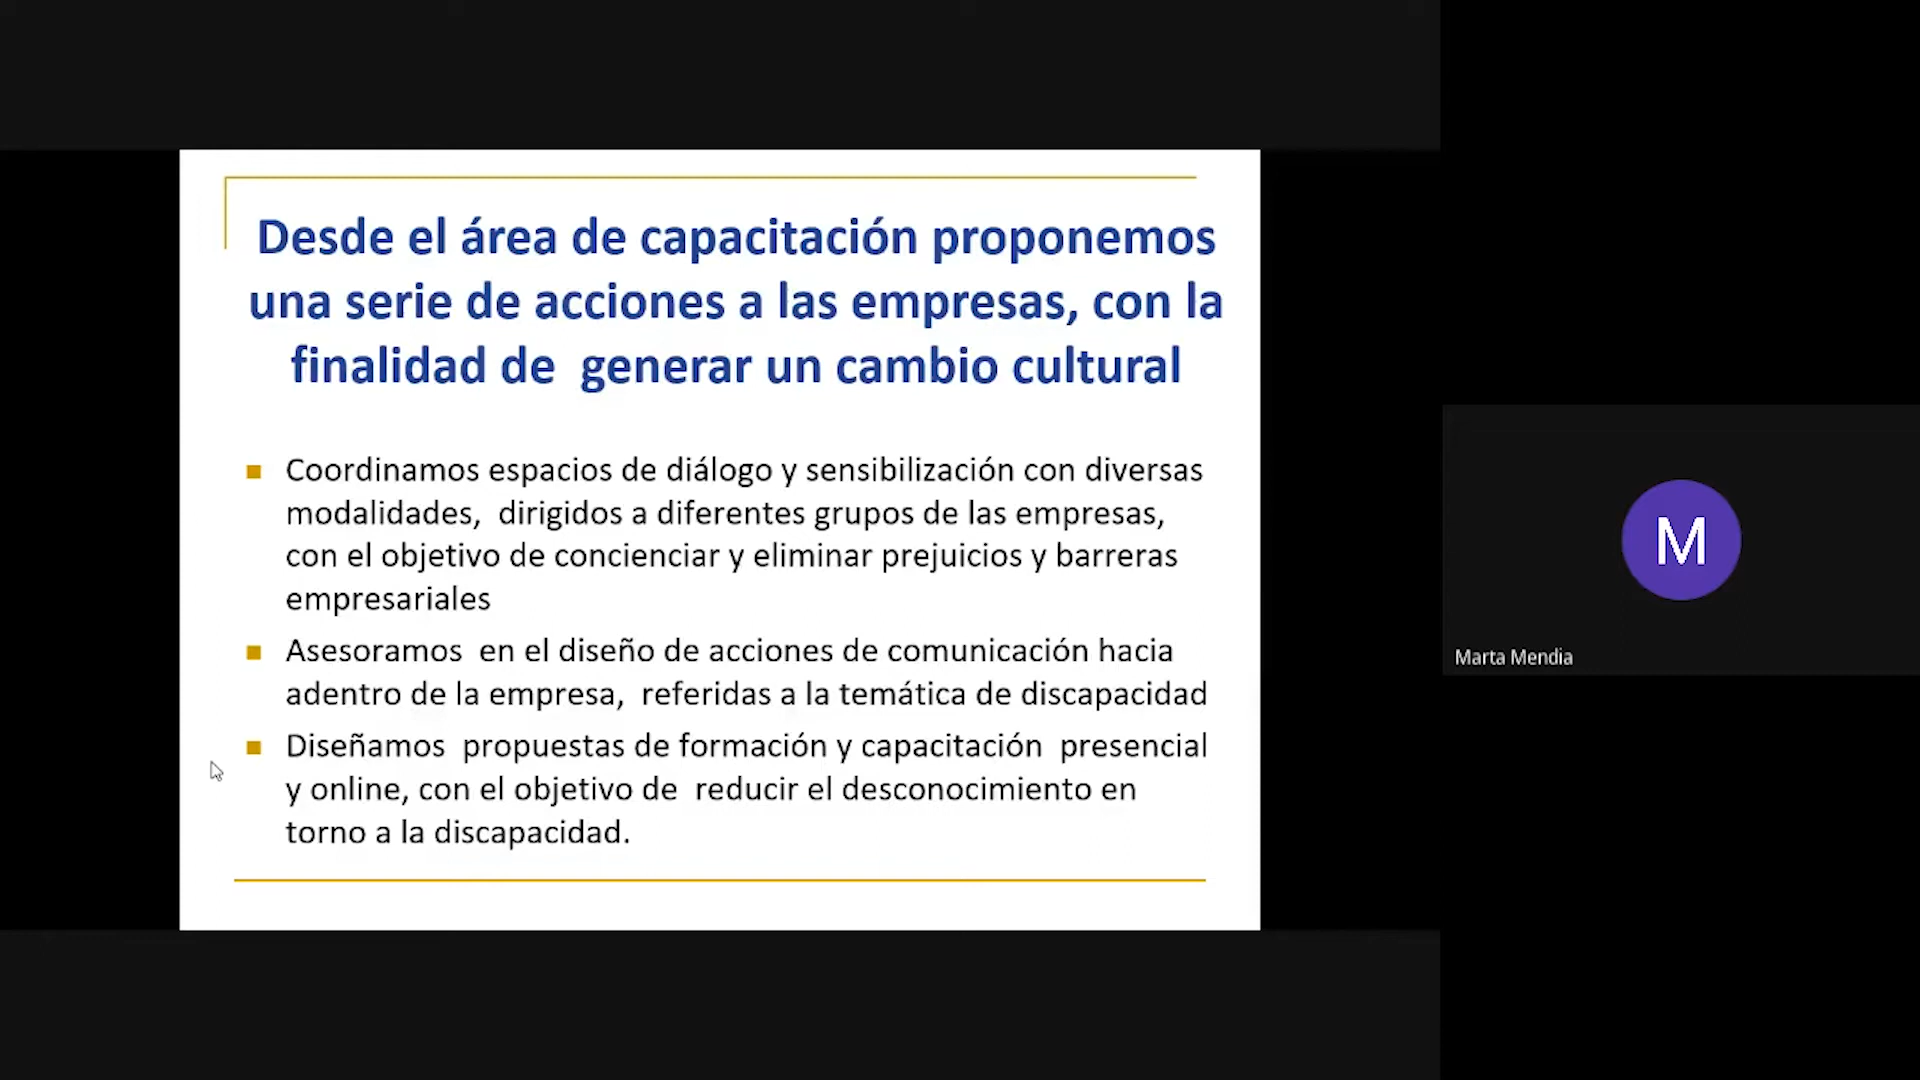 Desde el área de capacitación proponemos
una serie de acciones a las empresas, con la
finalidad de generar un cambio cultural
Coordinamos espacios de diálogo y sensibilización con diversas
modalidades, dirigidos a diferentes grupos de las empresas,
con el objetivo de concienciar y eliminar prejuicios y barreras
empresariales
Asesoramos en el diseño de acciones de comunicación hacia
adentro de la empresa, referidas a la temática de discapacidad
Diseñamos propuestas de formación y capacitación presencial
y online, con el objetivo de reducir el desconocimiento en
torno a la discapacidad.
M
Marta Mendia